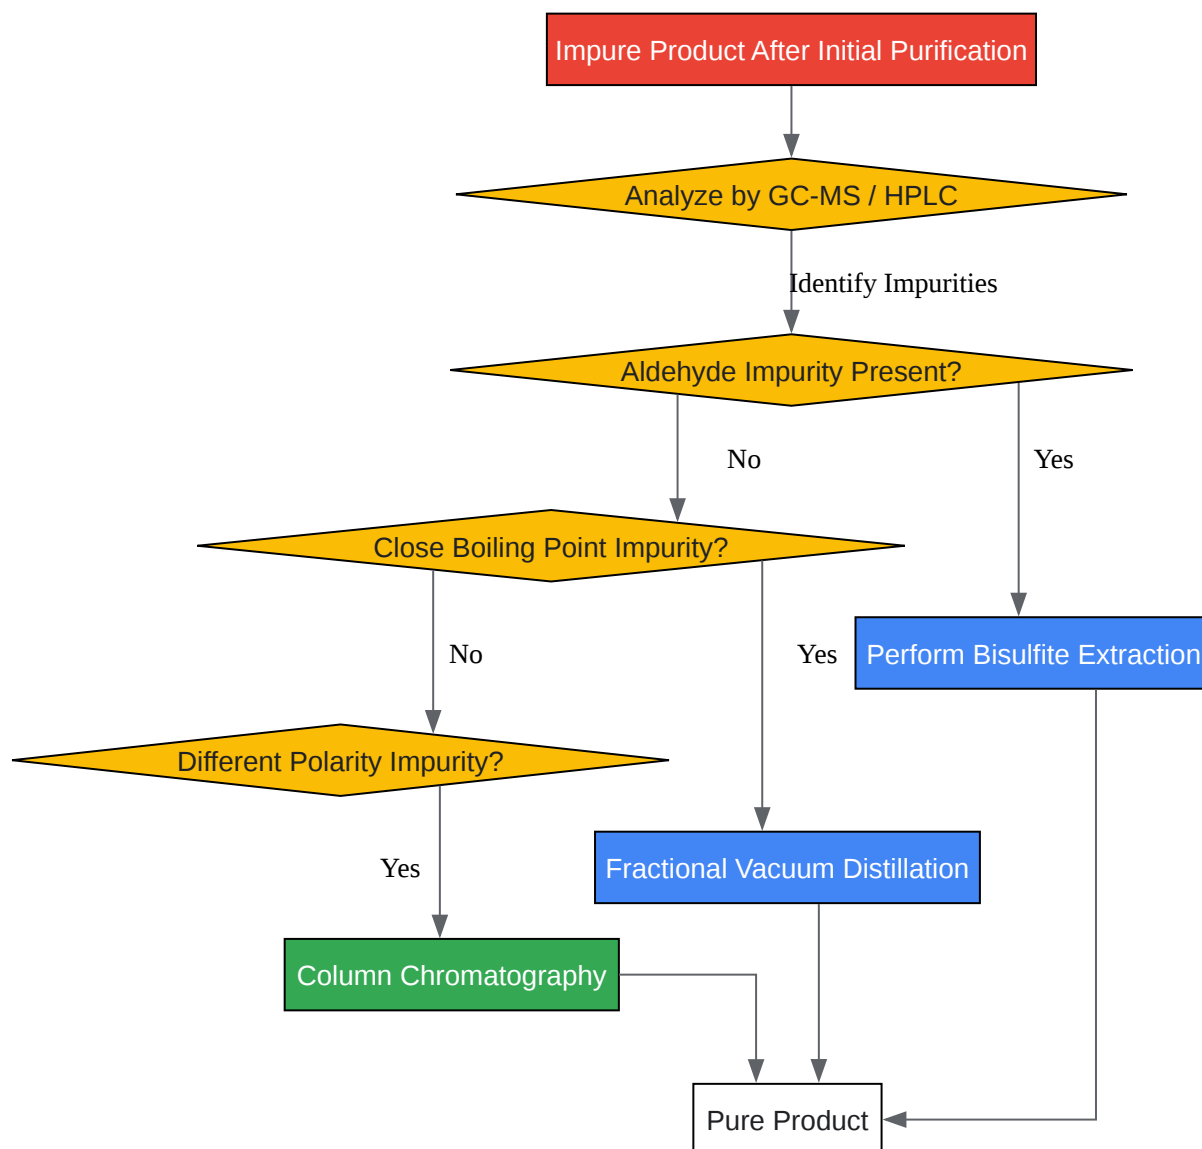 Impure Product After Initial Purification
Analyze by GC-MS / HPLC
Identify Impurities
Aldehyde Impurity Present?
No
Yes
Close Boiling Point Impurity?
No
Yes
Perform Bisulfite Extraction
Different Polarity Impurity?
Yes
Fractional Vacuum Distillation
Column Chromatography
Pure Product